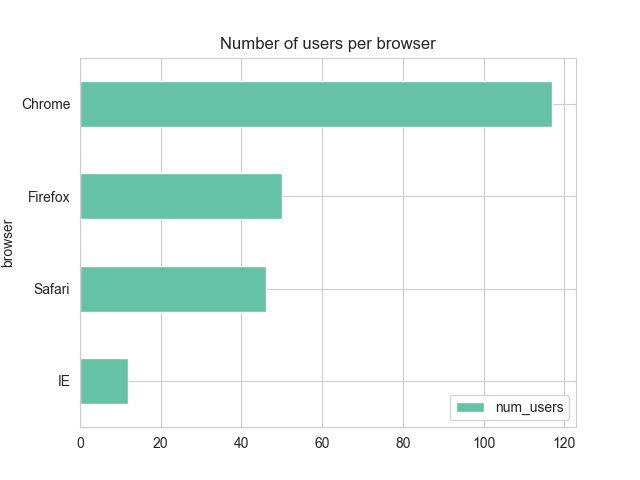 Number of users per browser
Chrome
Firefox
Safari
IE
browser
num_users
0 20 40 60 80 100 120